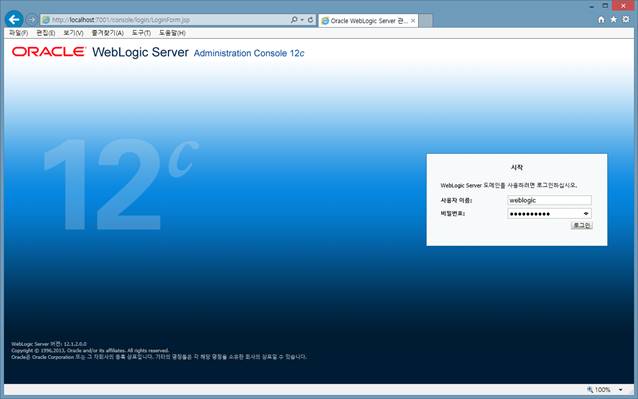 http://localhost:7001/console/login/LoginForm.jsp
Oracle WebLogic Server 관...
파일(F) 편집(E) 보기(V) 즐겨찾기(A) 도구(T) 도움말(H)
ORACLE WebLogic Server Administration Console 12c
12c
시작
WebLogic Server 도메인을 사용하려면 로그인하십시오.
사용자 이름: weblogic
비밀번호: ●●●●●●●●●●
로그인
WebLogic Server 버전: 12.1.2.0.0
Copyright © 1996,2013, Oracle and/or its affiliates. All rights reserved.
Oracle은 Oracle Corporation 또는 그 자회사의 등록 상표입니다. 기타의 명칭들은 각 해당 명칭을 소유한 회사의 상표일 수 있습니다.
100%